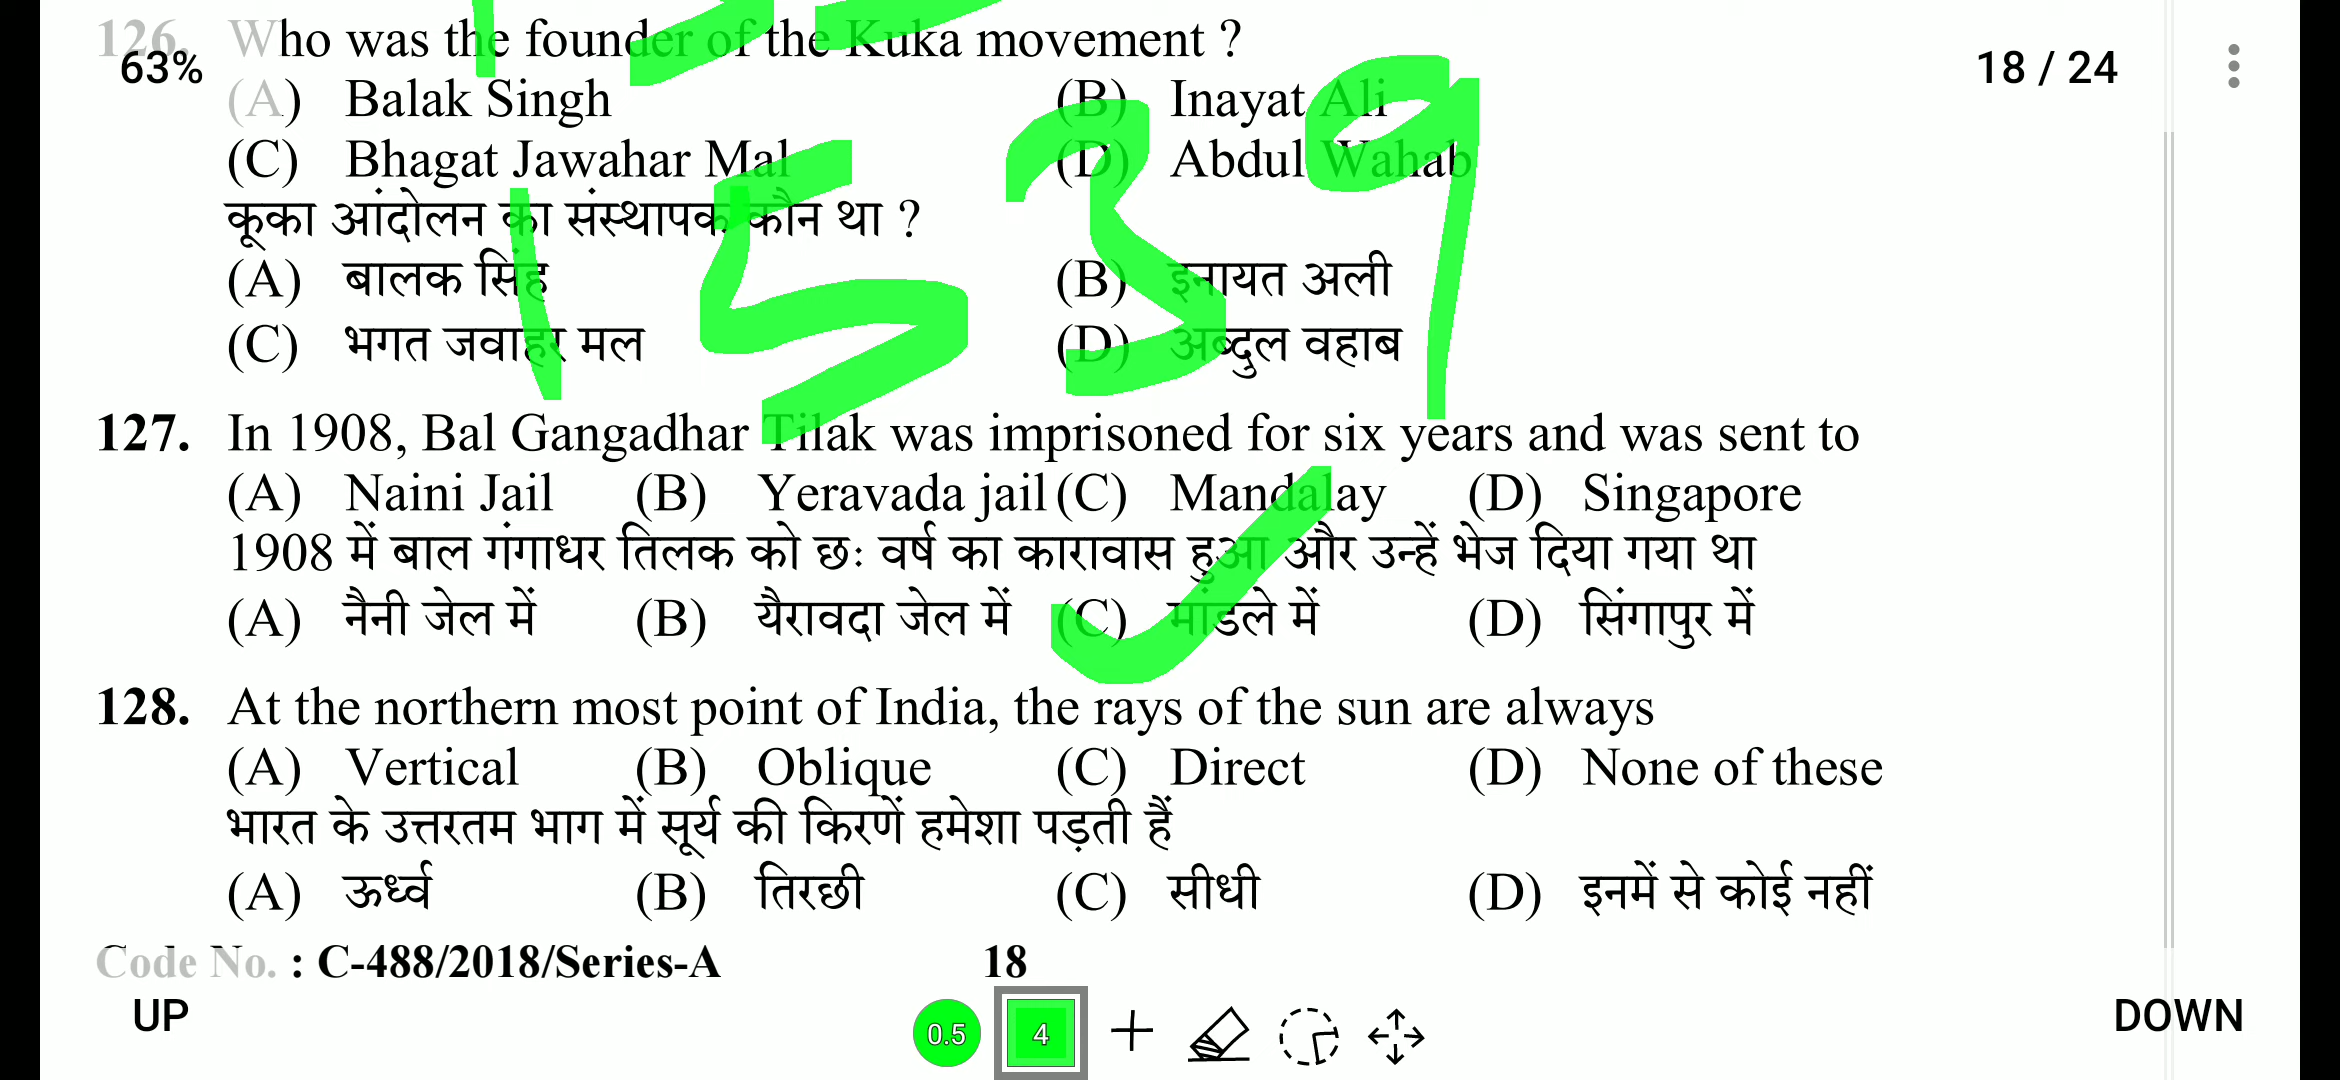 126. Who was the founder of the Kuka movement ?
63%
18 / 24
(A) Balak Singh (B) Inayat Ali
(C) Bhagat Jawahar Mal (D) Abdul Wahab
कूका आंदोलन का संस्थापक कौन था ?
(A) बालक सिंह (B) इनायत अली
(C) भगत जवाहर मल (D) अब्दुल वहाब
1539
127. In 1908, Bal Gangadhar Tilak was imprisoned for six years and was sent to
(A) Naini Jail (B) Yeravada jail (C) Mandalay (D) Singapore
1908 में बाल गंगाधर तिलक को छः वर्ष का कारावास हुआ और उन्हें भेज दिया गया था
(A) नैनी जेल में (B) यैरावदा जेल में (C) मांडले में (D) सिंगापुर में
128. At the northern most point of India, the rays of the sun are always
(A) Vertical (B) Oblique (C) Direct (D) None of these
भारत के उत्तरतम भाग में सूर्य की किरणें हमेशा पड़ती हैं
(A) ऊर्ध्व (B) तिरछी (C) सीधी (D) इनमें से कोई नहीं
Code No. : C-488/2018/Series-A 18
UP
0.5 4
DOWN